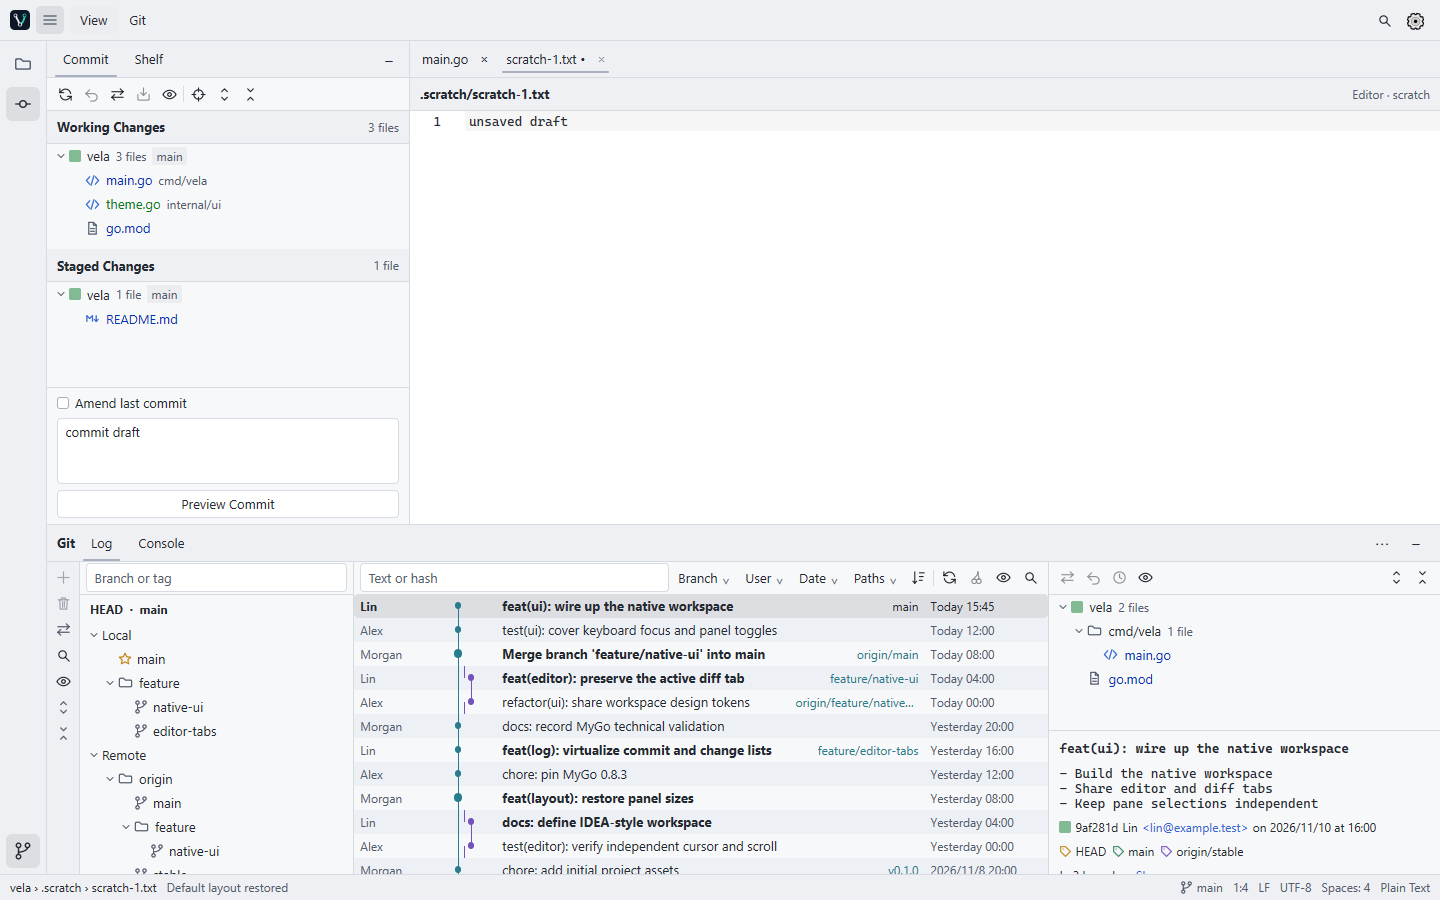 View Git
Commit Shelf
main.go
scratch-1.txt •
.scratch/scratch-1.txt
Editor · scratch
1 unsaved draft
Working Changes 3 files
vela 3 files main
main.go cmd/vela
theme.go internal/ui
go.mod
Staged Changes 1 file
vela 1 file main
README.md
Amend last commit
commit draft
Preview Commit
Git Log Console
Branch or tag
HEAD · main
Local
main
feature
native-ui
editor-tabs
Remote
origin
main
feature
native-ui
Text or hash Branch User Date Paths
Lin feat(ui): wire up the native workspace main Today 15:45
Alex test(ui): cover keyboard focus and panel toggles Today 12:00
Morgan Merge branch 'feature/native-ui' into main origin/main Today 08:00
Lin feat(editor): preserve the active diff tab feature/native-ui Today 04:00
Alex refactor(ui): share workspace design tokens origin/feature/native... Today 00:00
Morgan docs: record MyGo technical validation Yesterday 20:00
Lin feat(log): virtualize commit and change lists feature/editor-tabs Yesterday 16:00
Alex chore: pin MyGo 0.8.3 Yesterday 12:00
Morgan feat(layout): restore panel sizes Yesterday 08:00
Lin docs: define IDEA-style workspace Yesterday 04:00
Alex test(editor): verify independent cursor and scroll Yesterday 00:00
Morgan chore: add initial project assets v0.1.0 2026/11/8 20:00
vela 2 files
cmd/vela 1 file
main.go
go.mod
feat(ui): wire up the native workspace
- Build the native workspace
- Share editor and diff tabs
- Keep pane selections independent
9af281d Lin <lin@example.test> on 2026/11/10 at 16:00
HEAD main origin/stable
vela › .scratch › scratch-1.txt Default layout restored
main 1:4 LF UTF-8 Spaces: 4 Plain Text